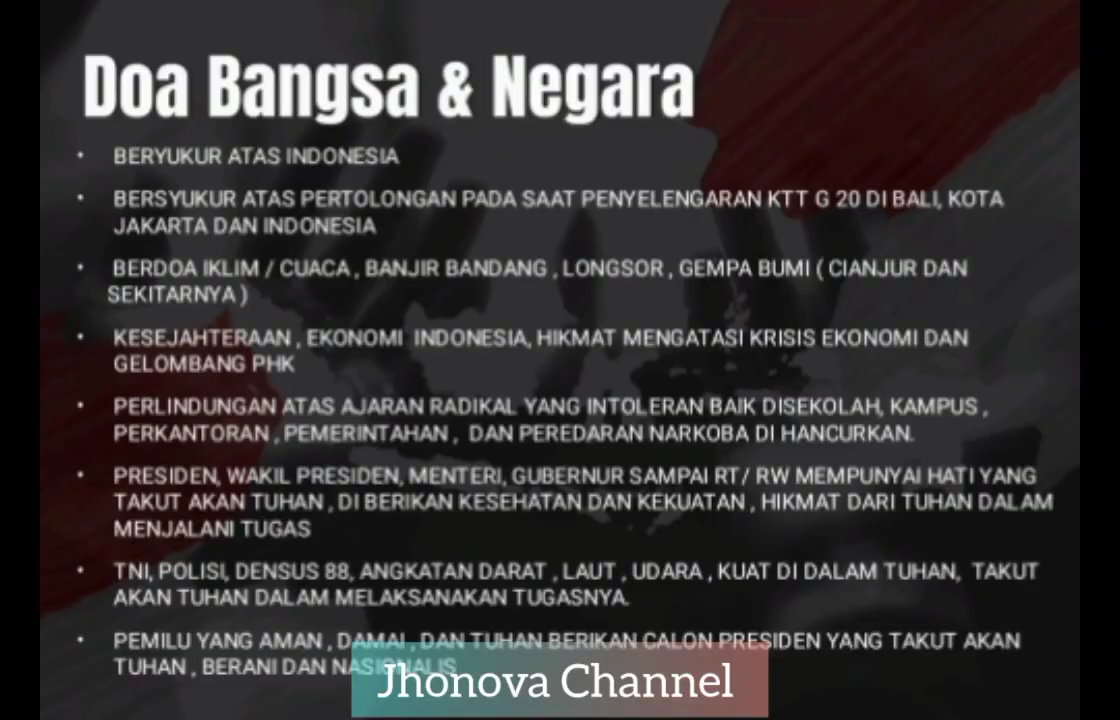 Doa Bangsa & Negara
• BERYUKUR ATAS INDONESIA
• BERSYUKUR ATAS PERTOLONGAN PADA SAAT PENYELENGARAN KTT G 20 DI BALI, KOTA
JAKARTA DAN INDONESIA
• BERDOA IKLIM / CUACA , BANJIR BANDANG , LONGSOR , GEMPA BUMI ( CIANJUR DAN
SEKITARNYA )
• KESEJAHTERAAN , EKONOMI INDONESIA, HIKMAT MENGATASI KRISIS EKONOMI DAN
GELOMBANG PHK
• PERLINDUNGAN ATAS AJARAN RADIKAL YANG INTOLERAN BAIK DISEKOLAH, KAMPUS ,
PERKANTORAN , PEMERINTAHAN , DAN PEREDARAN NARKOBA DI HANCURKAN.
• PRESIDEN, WAKIL PRESIDEN, MENTERI, GUBERNUR SAMPAI RT/ RW MEMPUNYAI HATI YANG
TAKUT AKAN TUHAN , DI BERIKAN KESEHATAN DAN KEKUATAN , HIKMAT DARI TUHAN DALAM
MENJALANI TUGAS
• TNI, POLISI, DENSUS 88, ANGKATAN DARAT , LAUT , UDARA , KUAT DI DALAM TUHAN, TAKUT
AKAN TUHAN DALAM MELAKSANAKAN TUGASNYA.
• PEMILU YANG AMAN , DAMAI , DAN TUHAN BERIKAN CALON PRESIDEN YANG TAKUT AKAN
TUHAN , BERANI DAN NASIONALIS
Jhonova Channel